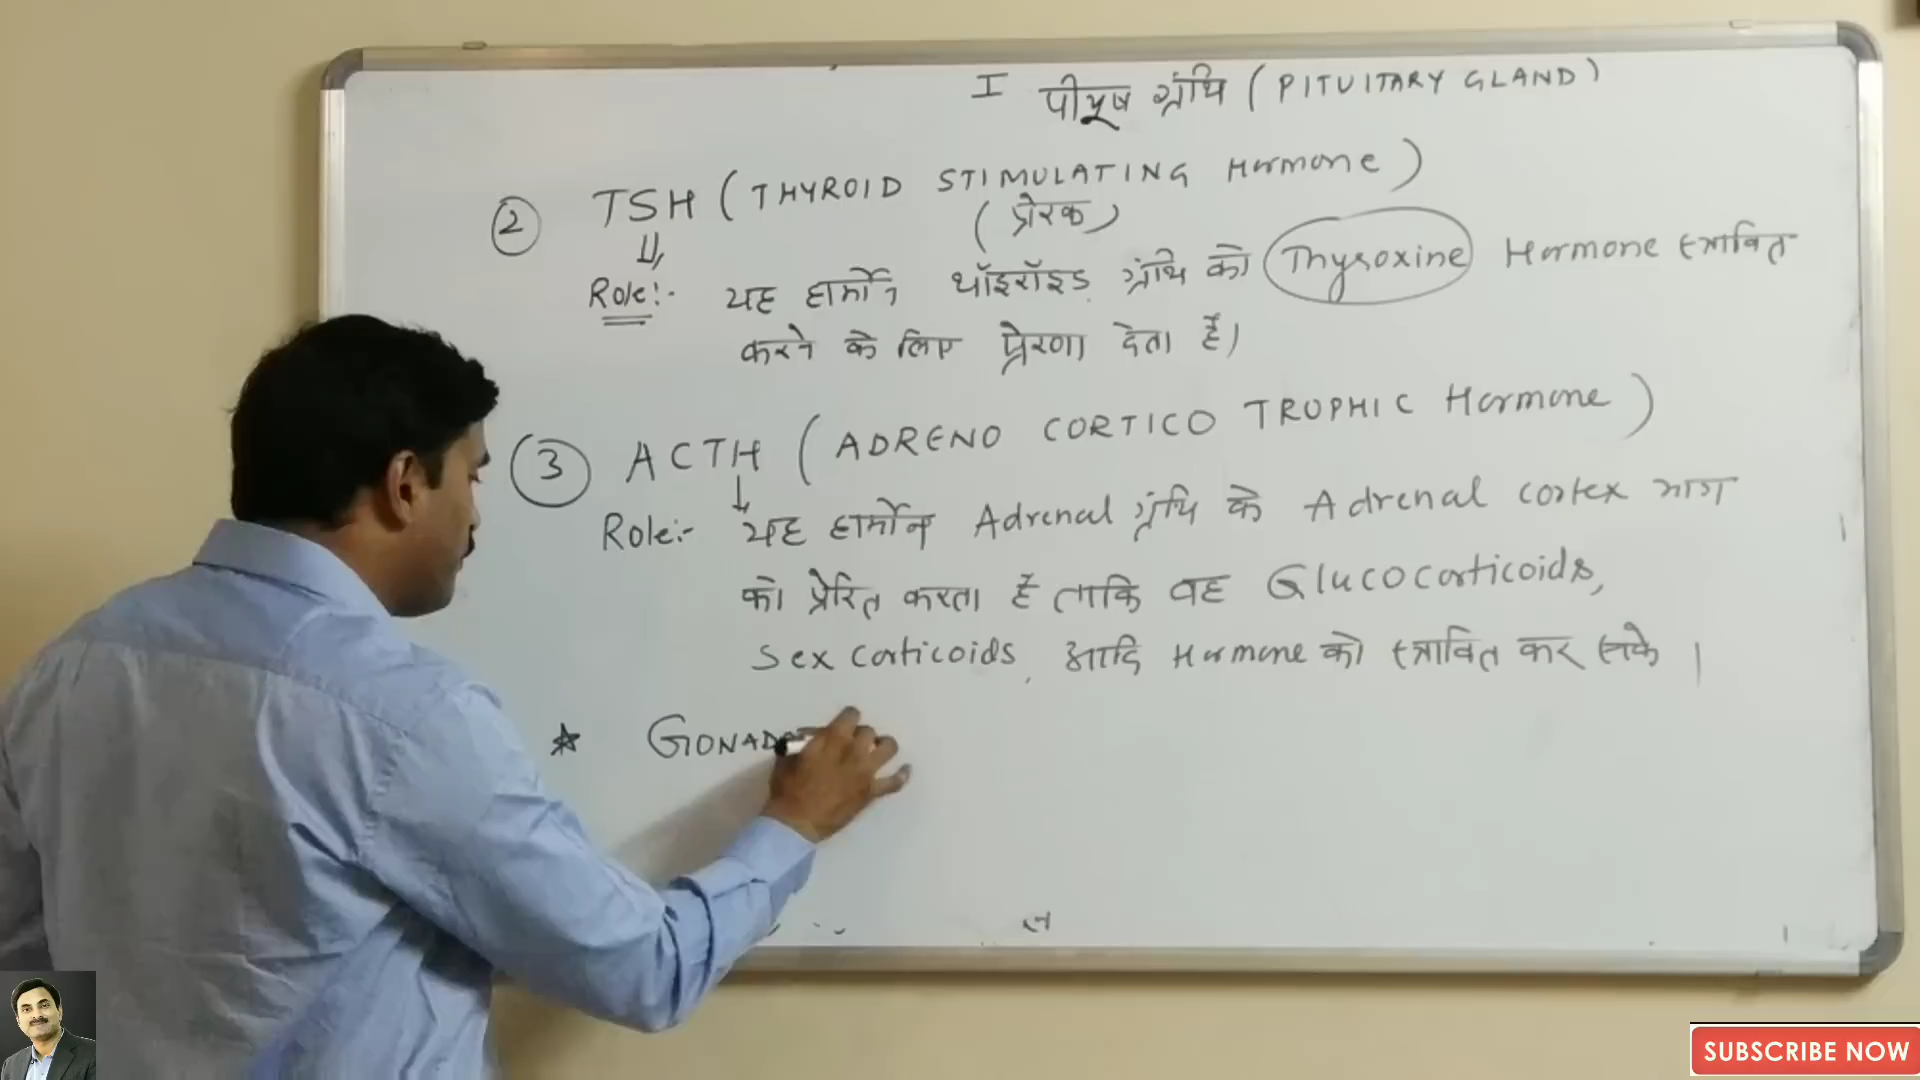 I पीयूष ग्रंथि (PITUITARY GLAND)
2 TSH (THYROID STIMULATING Hormone)
(प्रेरक)
Role:- यह हार्मोन थॉइरॉइड ग्रंथि को Thyroxine Hormone स्त्रावित
करने के लिए प्रेरणा देता है।
3 ACTH (ADRENO CORTICO TROPHIC Hormone)
Role:- यह हार्मोन Adrenal ग्रंथि के Adrenal cortex भाग
को प्रेरित करता है ताकि वह Glucocorticoids,
Sex corticoids, आदि Hormone को स्त्रावित कर सके।
SUBSCRIBE NOW